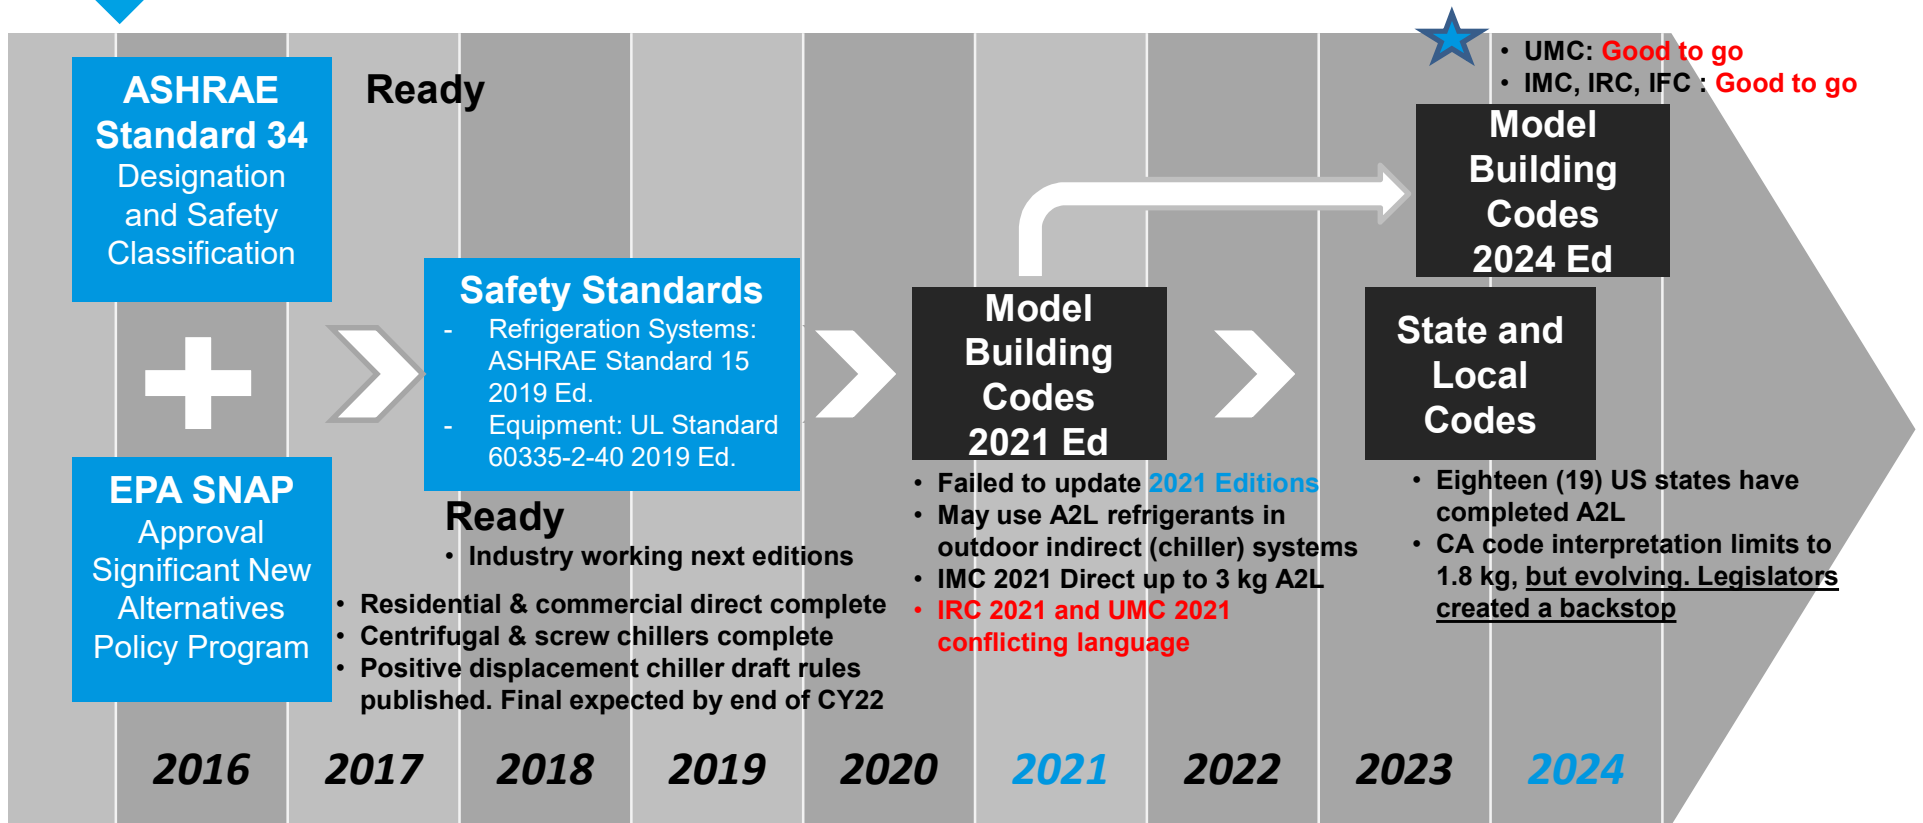 ASHRAE
Standard 34
Designation
and Safety
Classification
Ready
EPA SNAP
Approval
Significant New
Alternatives
Policy Program
Safety Standards
- Refrigeration Systems:
ASHRAE Standard 15
2019 Ed.
- Equipment: UL Standard
60335-2-40 2019 Ed.
Ready
• Industry working next editions
• Residential & commercial direct complete
• Centrifugal & screw chillers complete
• Positive displacement chiller draft rules
published. Final expected by end of CY22
Model
Building
Codes
2021 Ed
• Failed to update 2021 Editions
• May use A2L refrigerants in
outdoor indirect (chiller) systems
• IMC 2021 Direct up to 3 kg A2L
• IRC 2021 and UMC 2021
conflicting language
• UMC: Good to go
• IMC, IRC, IFC : Good to go
Model
Building
Codes
2024 Ed
State and
Local
Codes
• Eighteen (19) US states have
completed A2L
• CA code interpretation limits to
1.8 kg, but evolving. Legislators
created a backstop
2016 2017 2018 2019 2020 2021 2022 2023 2024